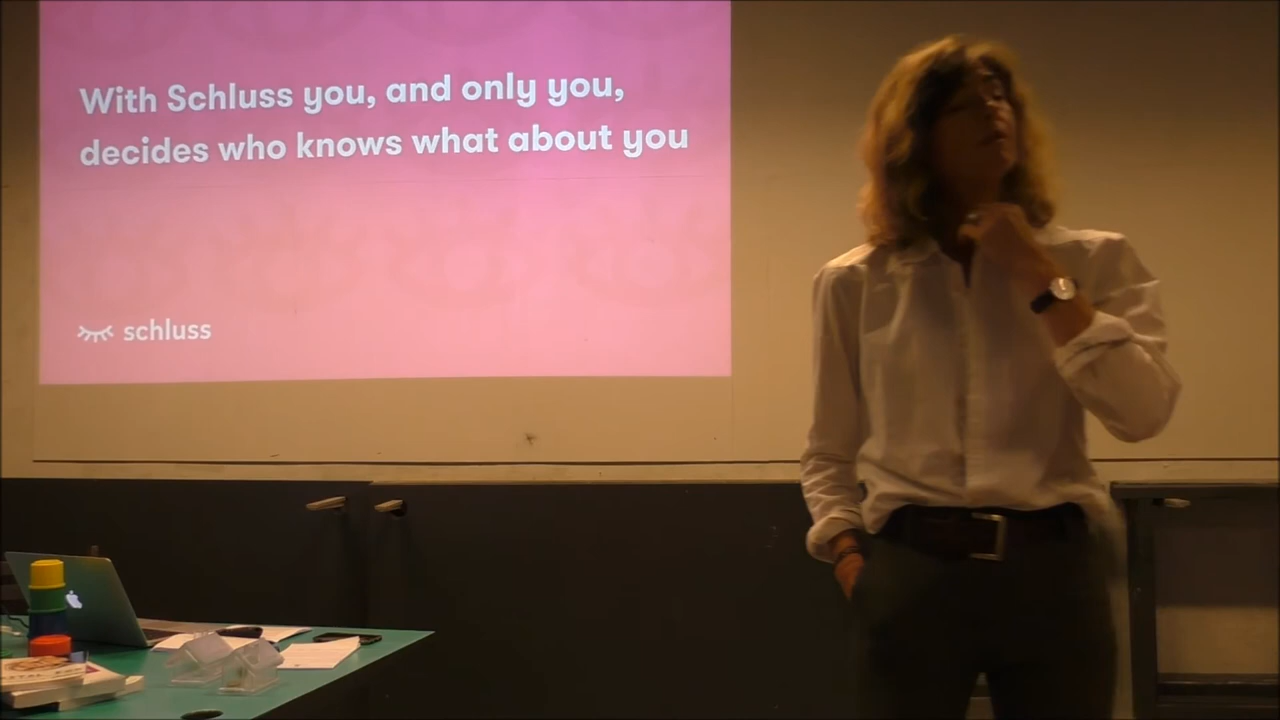 With Schluss you, and only you,
decides who knows what about you
schluss